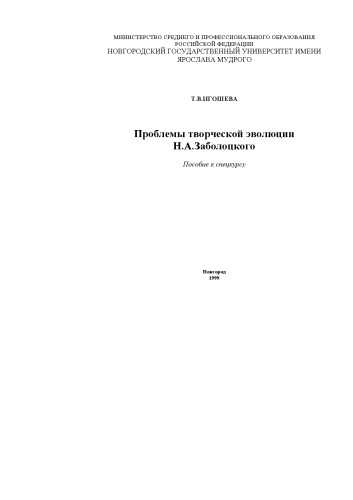 МИНИСТЕРСТВО СРЕДНЕГО И ПРОФЕССИОНАЛЬНОГО ОБРАЗОВАНИЯ
РОССИЙСКОЙ ФЕДЕРАЦИИ
НОВГОРОДСКИЙ ГОСУДАРСТВЕННЫЙ УНИВЕРСИТЕТ ИМЕНИ
ЯРОСЛАВА МУДРОГО
Т.В.ИГОШЕВА
Проблемы творческой эволюции
Н.А.Заболоцкого
Пособие к спецкурсу
Новгород
1999